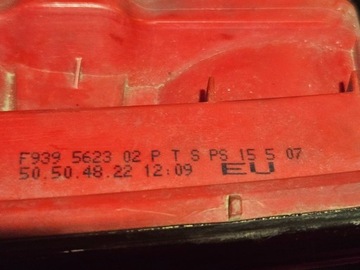 F939 5623 02 P T S PS 15 5 07
50.50.48.22 12:09 EU